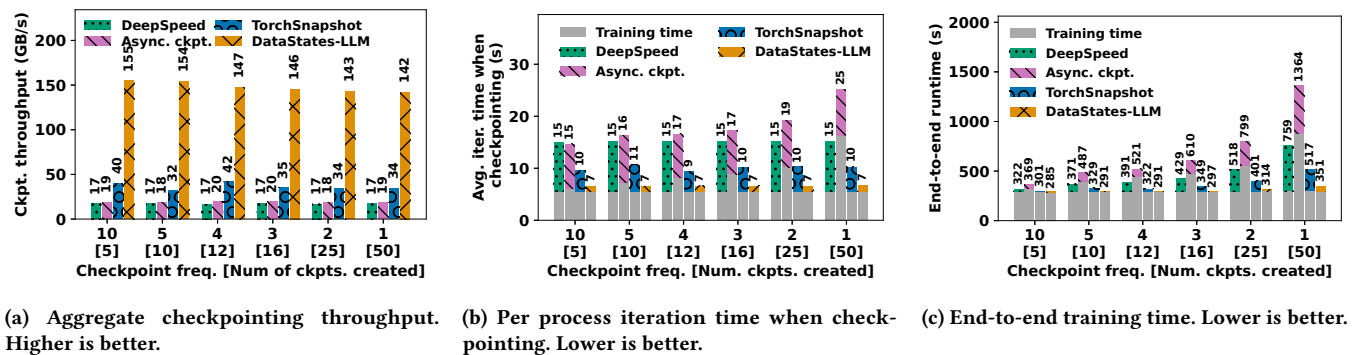 Ckpt. throughput (GB/s)
200
150
100
50
0
DeepSpeed
Async. ckpt.
TorchSnapshot
DataStates-LLM
17 19 40 155
17 18 32 154
17 20 42 147
17 20 35 146
17 18 34 143
17 19 34 142
10 5 4 3 2 1
[5] [10] [12] [16] [25] [50]
Checkpoint freq. [Num of ckpts. created]
(a) Aggregate checkpointing throughput.
Higher is better.
Avg. iter. time when
checkpointing (s)
30
20
10
0
Training time
DeepSpeed
Async. ckpt.
TorchSnapshot
DataStates-LLM
15 15 10 7
15 16 11 7
15 17 9 7
15 17 10 7
15 19 10 7
15 25 10 7
10 5 4 3 2 1
[5] [10] [12] [16] [25] [50]
Checkpoint freq. [Num. ckpts. created]
(b) Per process iteration time when check-
pointing. Lower is better.
End-to-end runtime (s)
2000
1500
1000
500
0
Training time
DeepSpeed
Async. ckpt.
TorchSnapshot
DataStates-LLM
322 369 301 285
371 487 329 291
391 521 322 291
429 610 349 297
518 799 401 314
759 1364 517 351
10 5 4 3 2 1
[5] [10] [12] [16] [25] [50]
Checkpoint freq. [Num. ckpts. created]
(c) End-to-end training time. Lower is better.